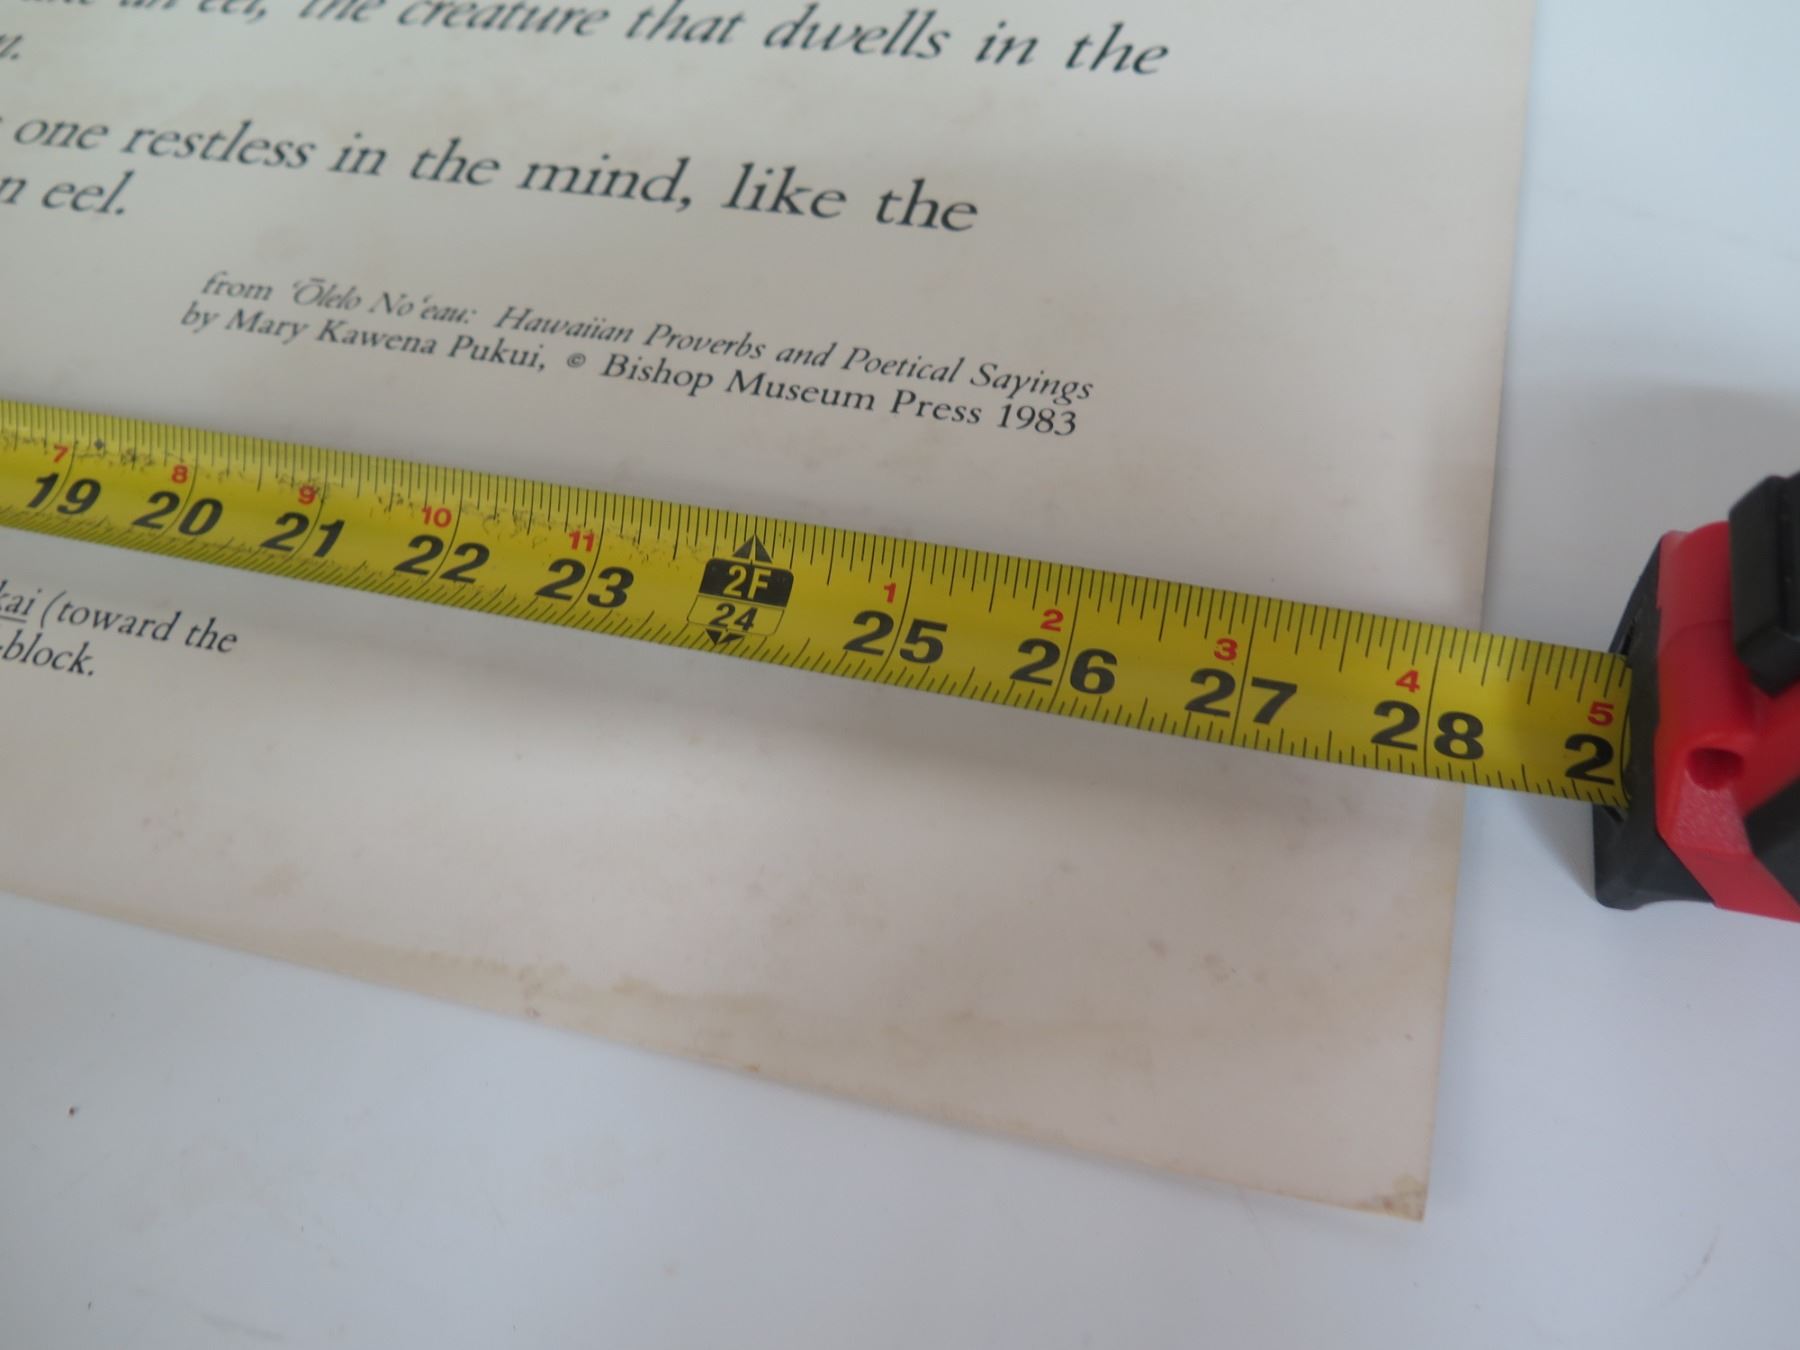 an eel, the creature that dwells in the
u.
one restless in the mind, like the
n eel.
from ʻŌlelo Noʻeau: Hawaiian Proverbs and Poetical Sayings
by Mary Kawena Pukui, © Bishop Museum Press 1983
7 8 9 10 11 1 2 3 4 5
19 20 21 22 23 2F 24 25 26 27 28 2
kai (toward the
-block.